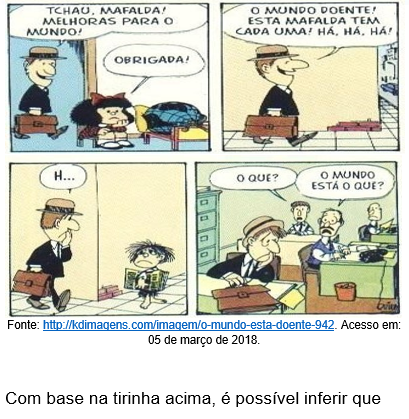 TCHAU, MAFALDA!
MELHORAS PARA O
MUNDO!
OBRIGADA!
O MUNDO DOENTE!
ESTA MAFALDA TEM
CADA UMA! HÁ, HÁ, HÁ!
H...
O QUE?
O MUNDO
ESTÁ O QUE?
Fonte: http://kdimagens.com/imagem/o-mundo-esta-doente-942. Acesso em:
05 de março de 2018.
Com base na tirinha acima, é possível inferir que